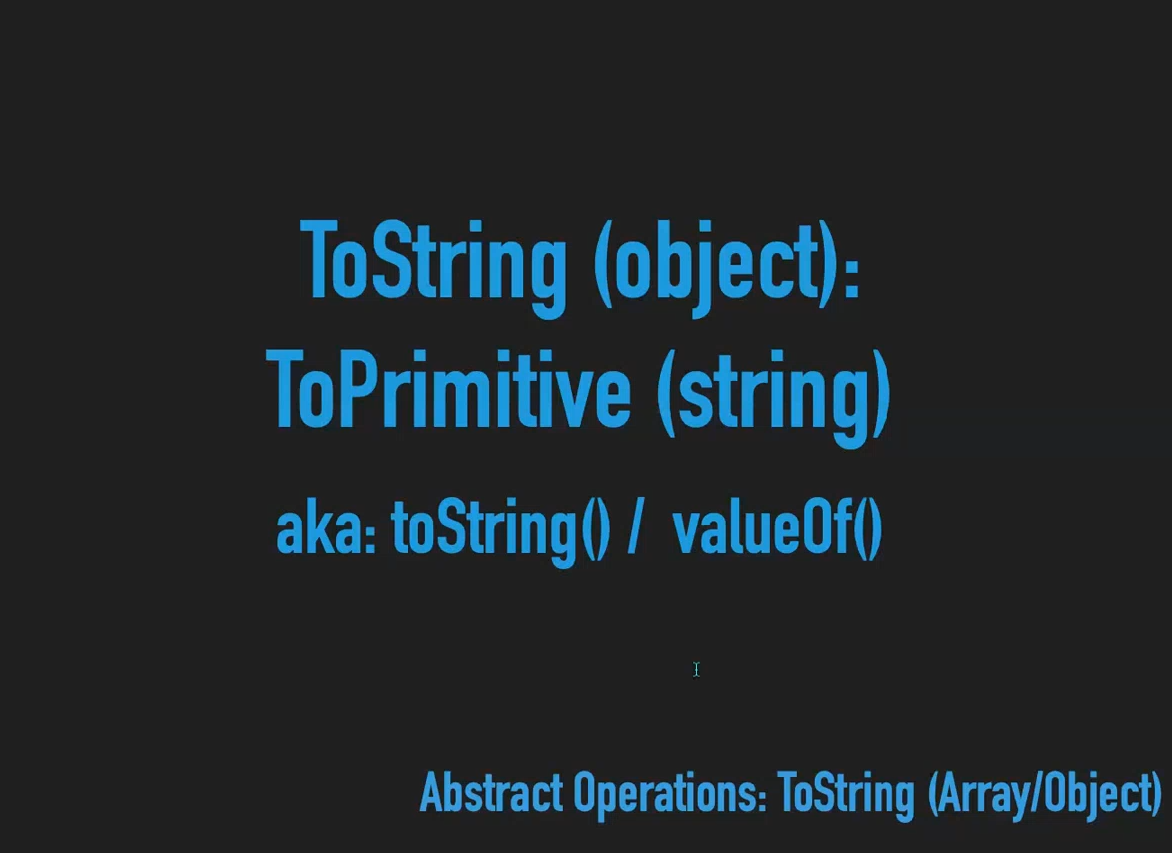 ToString (object):
ToPrimitive (string)
aka: toString() / valueOf()
Abstract Operations: ToString (Array/Object)